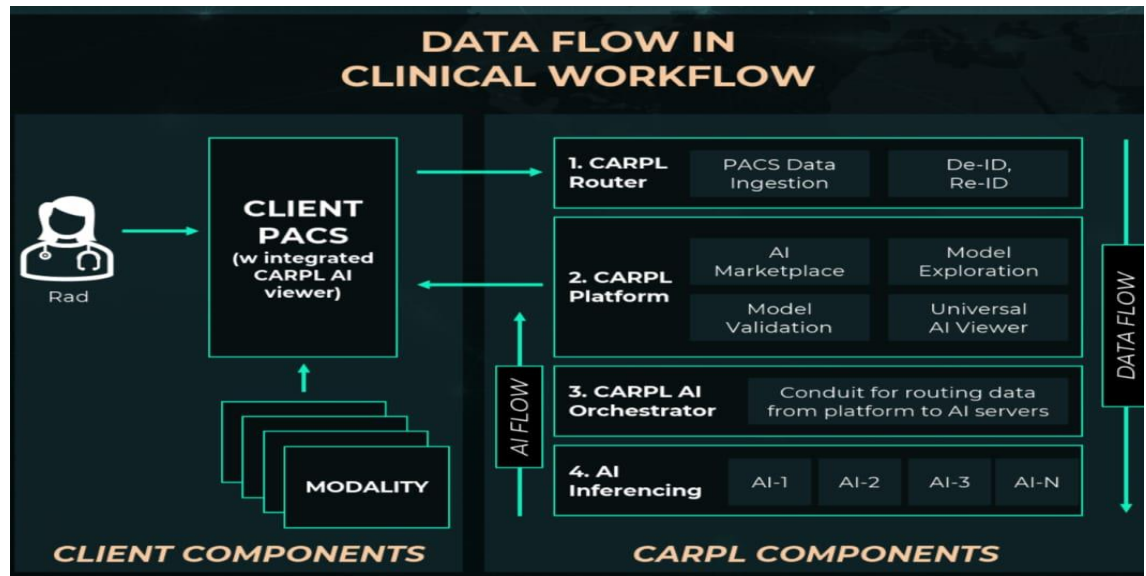 DATA FLOW IN
CLINICAL WORKFLOW
Rad
CLIENT
PACS
(w integrated
CARPL AI
viewer)
MODALITY
CLIENT COMPONENTS
1. CARPL
Router
PACS Data
Ingestion
De-ID,
Re-ID
2. CARPL
Platform
AI
Marketplace
Model
Exploration
Model
Validation
Universal
AI Viewer
3. CARPL AI
Orchestrator
Conduit for routing data
from platform to AI servers
4. AI
Inferencing
AI-1
AI-2
AI-3
AI-N
AI FLOW
DATA FLOW
CARPL COMPONENTS